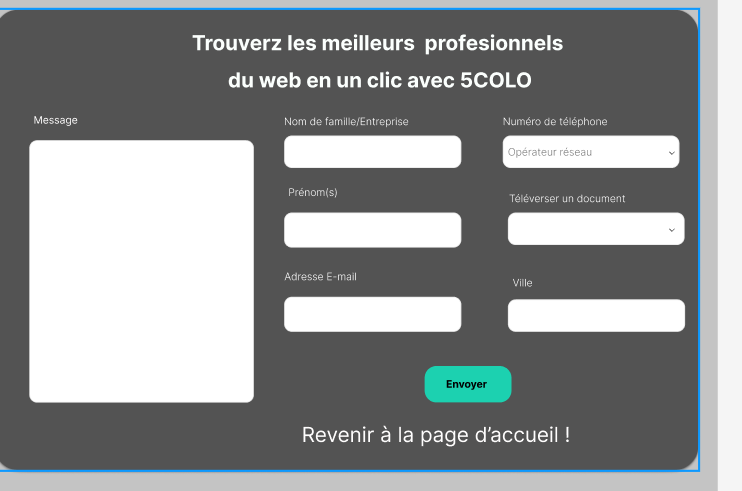 Trouverz les meilleurs profesionnels
du web en un clic avec 5COLO
Message
Nom de famille/Entreprise
Numéro de téléphone
Opérateur réseau
Prénom(s)
Téléverser un document
Adresse E-mail
Ville
Envoyer
Revenir à la page d’accueil !